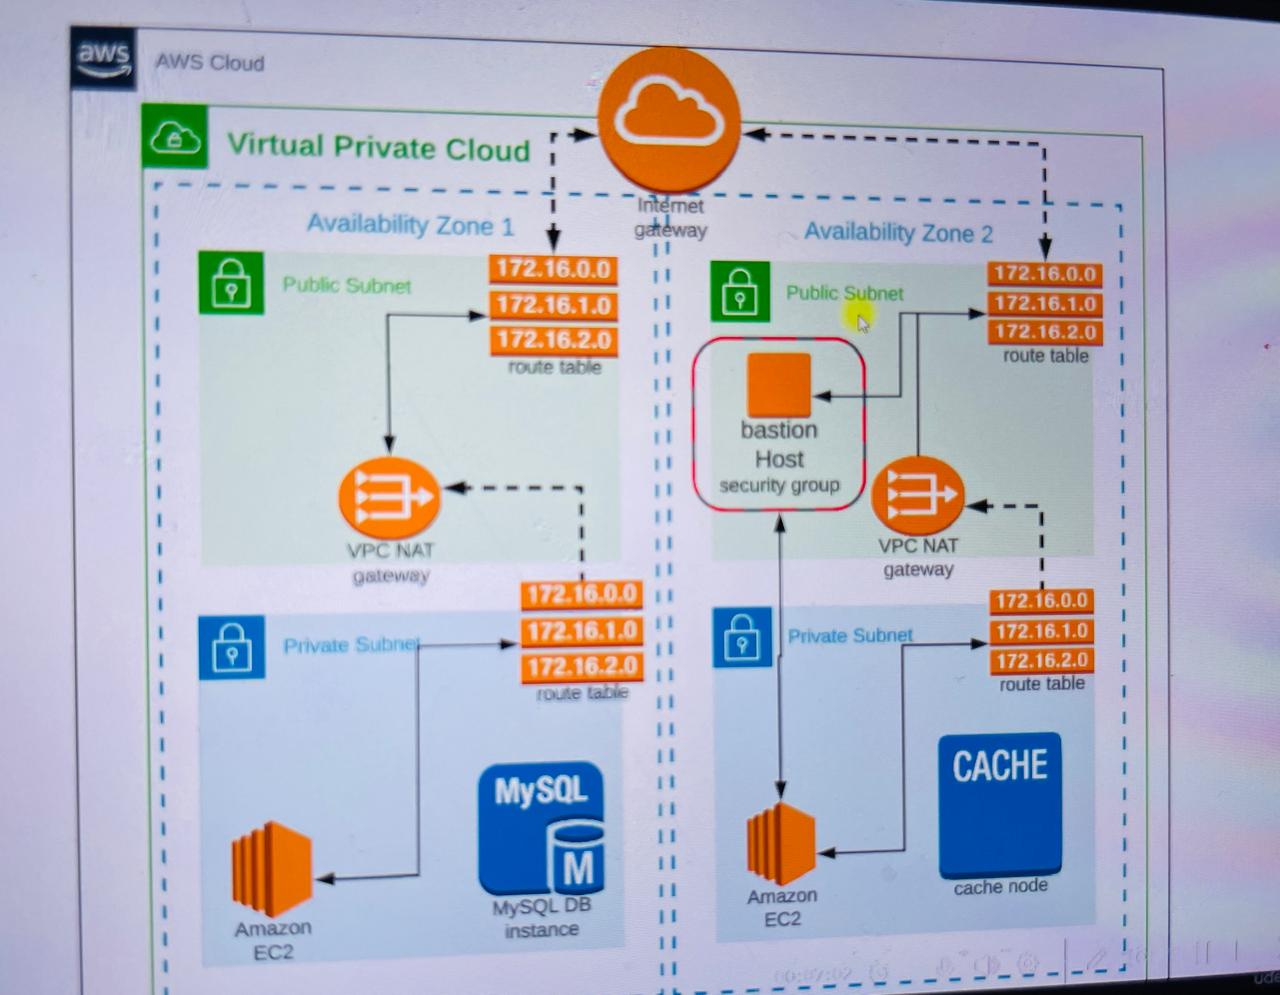 aws
AWS Cloud
Virtual Private Cloud
Internet
gateway
Availability Zone 1
Public Subnet
172.16.0.0
172.16.1.0
172.16.2.0
route table
VPC NAT
gateway
Private Subnet
172.16.0.0
172.16.1.0
172.16.2.0
route table
Amazon
EC2
MySQL
M
MySQL DB
instance
Availability Zone 2
Public Subnet
172.16.0.0
172.16.1.0
172.16.2.0
route table
bastion
Host
security group
VPC NAT
gateway
Private Subnet
172.16.0.0
172.16.1.0
172.16.2.0
route table
Amazon
EC2
CACHE
cache node